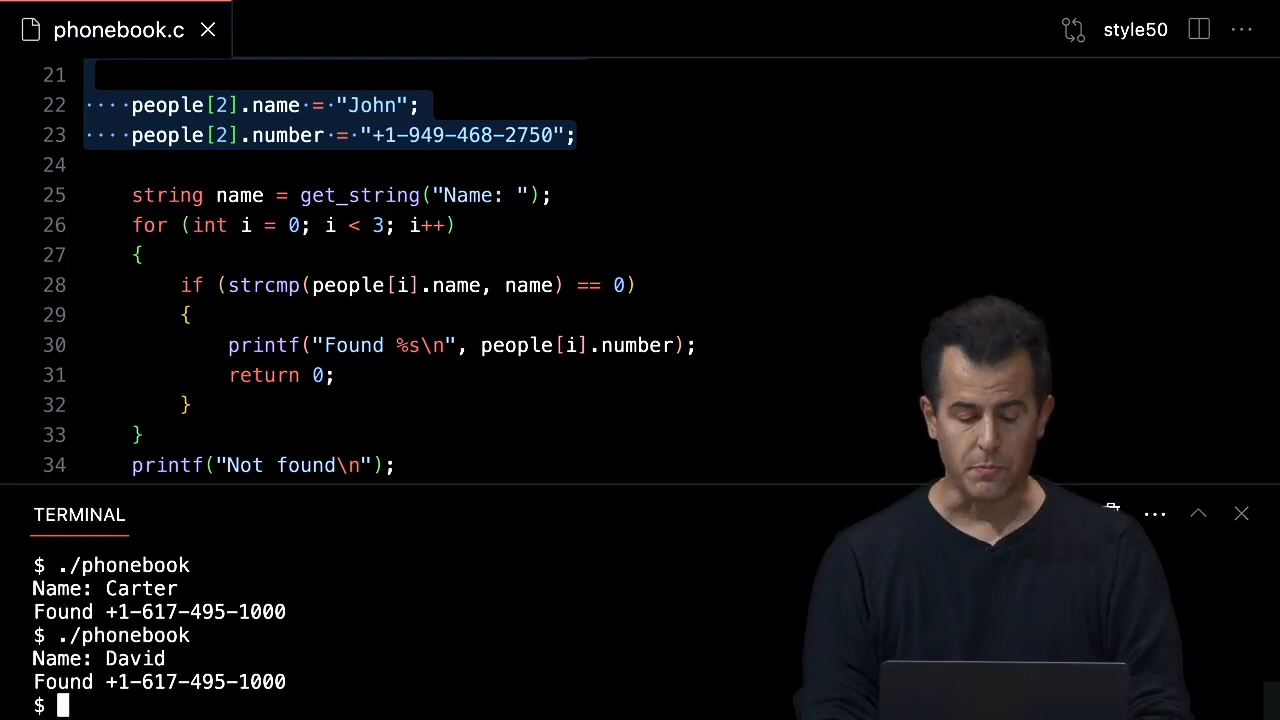 phonebook.c
style50
21
22 people[2].name = "John";
23 people[2].number = "+1-949-468-2750";
24
25 string name = get_string("Name: ");
26 for (int i = 0; i < 3; i++)
27 {
28 if (strcmp(people[i].name, name) == 0)
29 {
30 printf("Found %s\n", people[i].number);
31 return 0;
32 }
33 }
34 printf("Not found\n");
TERMINAL
$ ./phonebook
Name: Carter
Found +1-617-495-1000
$ ./phonebook
Name: David
Found +1-617-495-1000
$